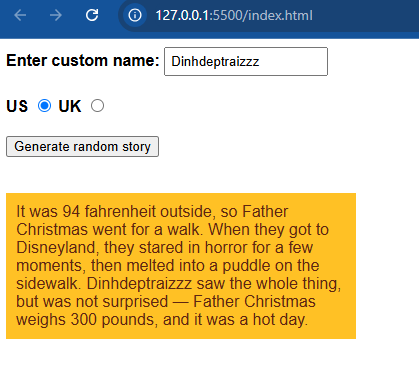 127.0.0.1:5500/index.html
Enter custom name: Dinhdeptraizzz
US UK
Generate random story
It was 94 fahrenheit outside, so Father
Christmas went for a walk. When they got to
Disneyland, they stared in horror for a few
moments, then melted into a puddle on the
sidewalk. Dinhdeptraizzz saw the whole thing,
but was not surprised — Father Christmas
weighs 300 pounds, and it was a hot day.